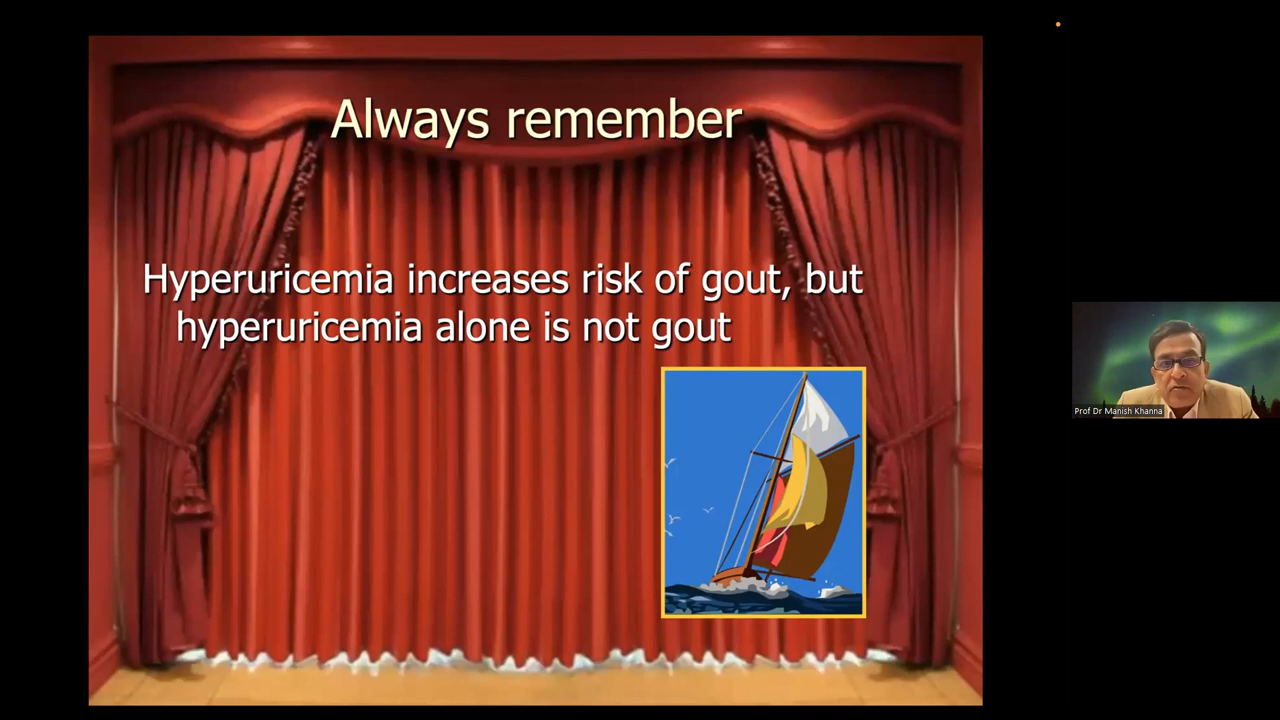 Always remember
Hyperuricemia increases risk of gout, but
hyperuricemia alone is not gout
Prof Dr Manish Khanna